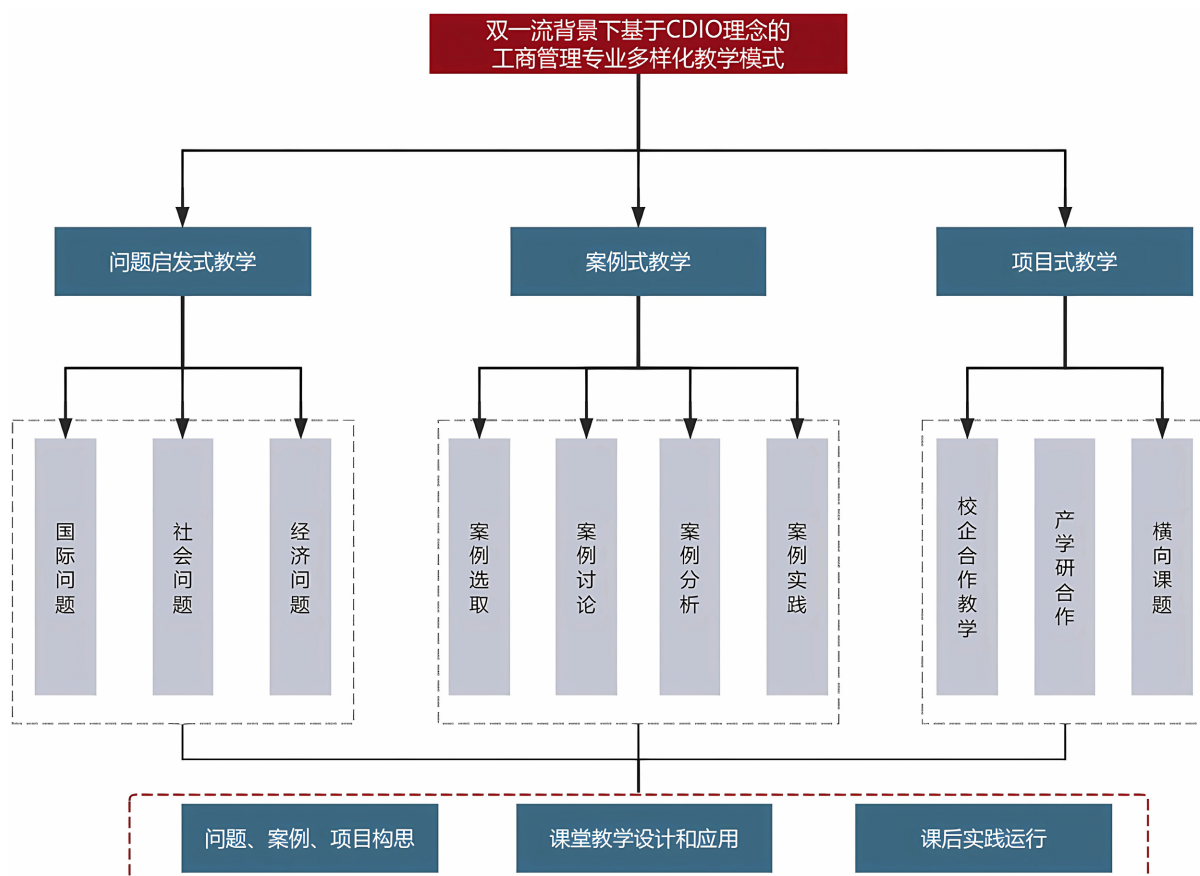 双一流背景下基于CDIO理念的
工商管理专业多样化教学模式
问题启发式教学
案例式教学
项目式教学
国际问题
社会问题
经济问题
案例选取
案例讨论
案例分析
案例实践
校企合作教学
产学研合作
横向课题
问题、案例、项目构思
课堂教学设计和应用
课后实践运行